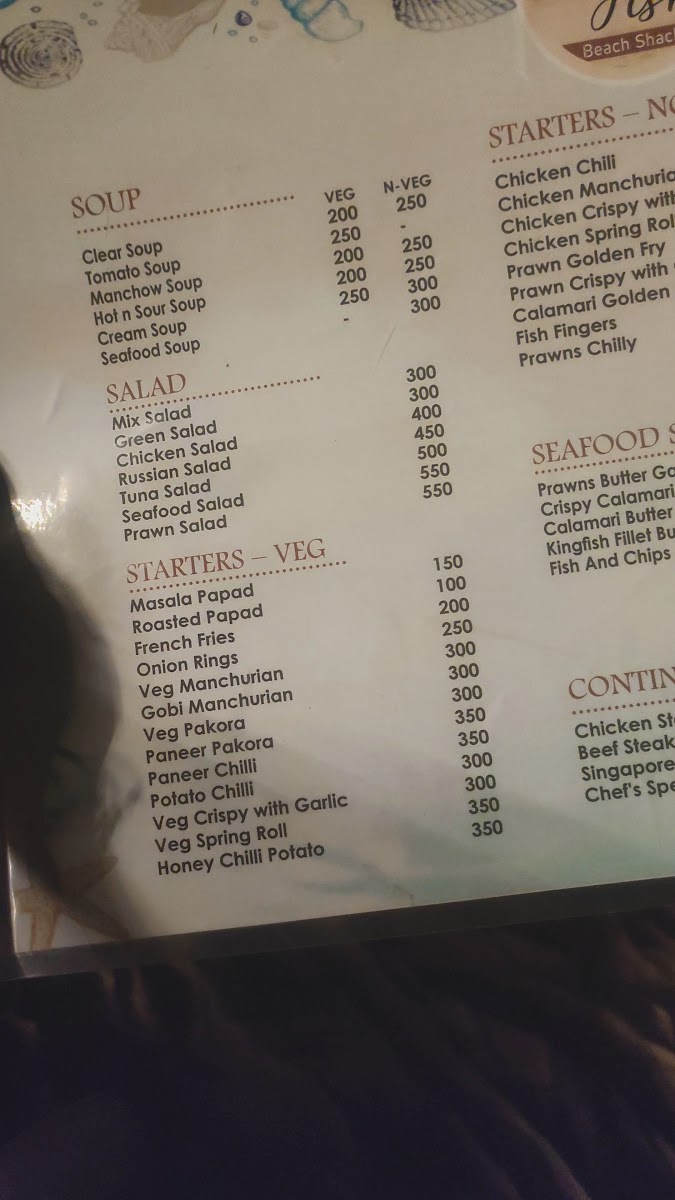 Beach Shac
SOUP
VEG N-VEG
Clear Soup 200 250
Tomato Soup 250 -
Manchow Soup 200 250
Hot n Sour Soup 200 250
Cream Soup 250 300
Seafood Soup - 300
SALAD
Mix Salad 300
Green Salad 300
Chicken Salad 400
Russian Salad 450
Tuna Salad 500
Seafood Salad 550
Prawn Salad 550
STARTERS – VEG
Masala Papad 150
Roasted Papad 100
French Fries 200
Onion Rings 250
Veg Manchurian 300
Gobi Manchurian 300
Veg Pakora 300
Paneer Pakora 350
Paneer Chilli 350
Potato Chilli 300
Veg Crispy with Garlic 300
Veg Spring Roll 350
Honey Chilli Potato 350
STARTERS – NO
Chicken Chili
Chicken Manchuria
Chicken Crispy with
Chicken Spring Rol
Prawn Golden Fry
Prawn Crispy with
Calamari Golden
Fish Fingers
Prawns Chilly
SEAFOOD S
Prawns Butter Ga
Crispy Calamari
Calamari Butter
Kingfish Fillet Bu
Fish And Chips
CONTIN
Chicken St
Beef Steak
Singapore
Chef's Spe